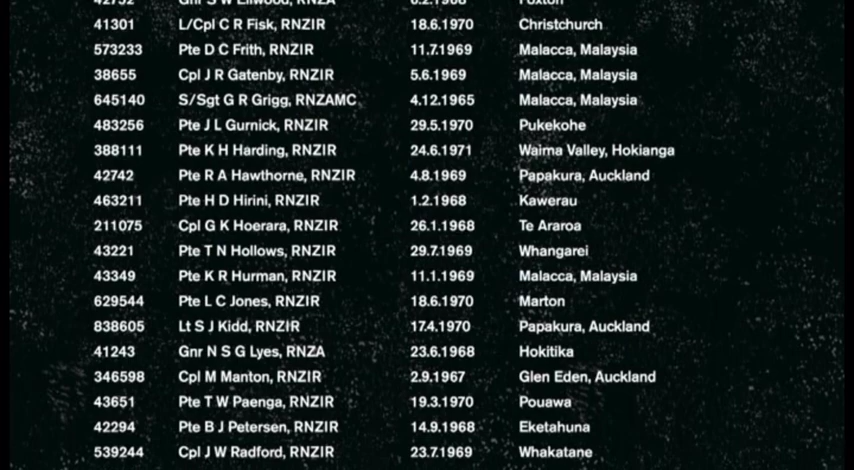 42752 Gnr S W Ellwood, RNZA 6.2.1968 Foxton
41301 L/Cpl C R Fisk, RNZIR 18.6.1970 Christchurch
573233 Pte D C Frith, RNZIR 11.7.1969 Malacca, Malaysia
38655 Cpl J R Gatenby, RNZIR 5.6.1969 Malacca, Malaysia
645140 S/Sgt G R Grigg, RNZAMC 4.12.1965 Malacca, Malaysia
483256 Pte J L Gurnick, RNZIR 29.5.1970 Pukekohe
388111 Pte K H Harding, RNZIR 24.6.1971 Waima Valley, Hokianga
42742 Pte R A Hawthorne, RNZIR 4.8.1969 Papakura, Auckland
463211 Pte H D Hirini, RNZIR 1.2.1968 Kawerau
211075 Cpl G K Hoerara, RNZIR 26.1.1968 Te Araroa
43221 Pte T N Hollows, RNZIR 29.7.1969 Whangarei
43349 Pte K R Hurman, RNZIR 11.1.1969 Malacca, Malaysia
629544 Pte L C Jones, RNZIR 18.6.1970 Marton
838605 Lt S J Kidd, RNZIR 17.4.1970 Papakura, Auckland
41243 Gnr N S G Lyes, RNZA 23.6.1968 Hokitika
346598 Cpl M Manton, RNZIR 2.9.1967 Glen Eden, Auckland
43651 Pte T W Paenga, RNZIR 19.3.1970 Pouawa
42294 Pte B J Petersen, RNZIR 14.9.1968 Eketahuna
539244 Cpl J W Radford, RNZIR 23.7.1969 Whakatane